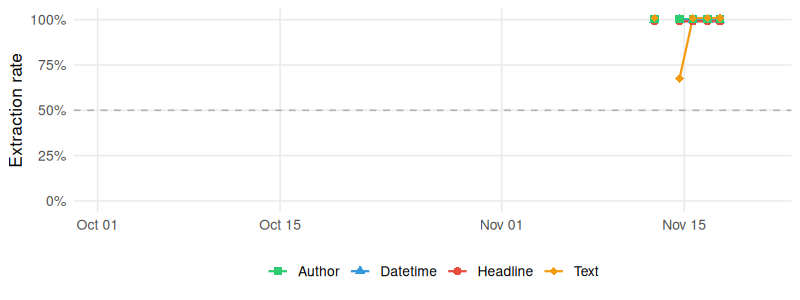 Extraction rate
100%
75%
50%
25%
0%
Oct 01 Oct 15 Nov 01 Nov 15
Author Datetime Headline Text